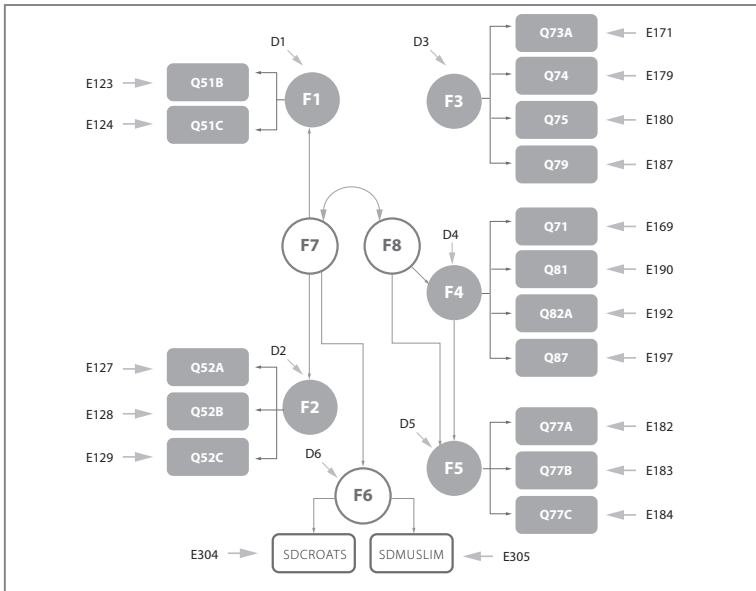 D1
D3
Q73A
E171
E123
Q51B
F1
F3
Q74
E179
E124
Q51C
Q75
E180
Q79
E187
F7
F8
D4
Q71
E169
Q81
E190
F4
Q82A
E192
Q87
E197
D2
E127
Q52A
E128
Q52B
F2
E129
Q52C
D5
Q77A
E182
F5
Q77B
E183
Q77C
E184
D6
F6
E304
SDCROATS
SDMUSLIM
E305